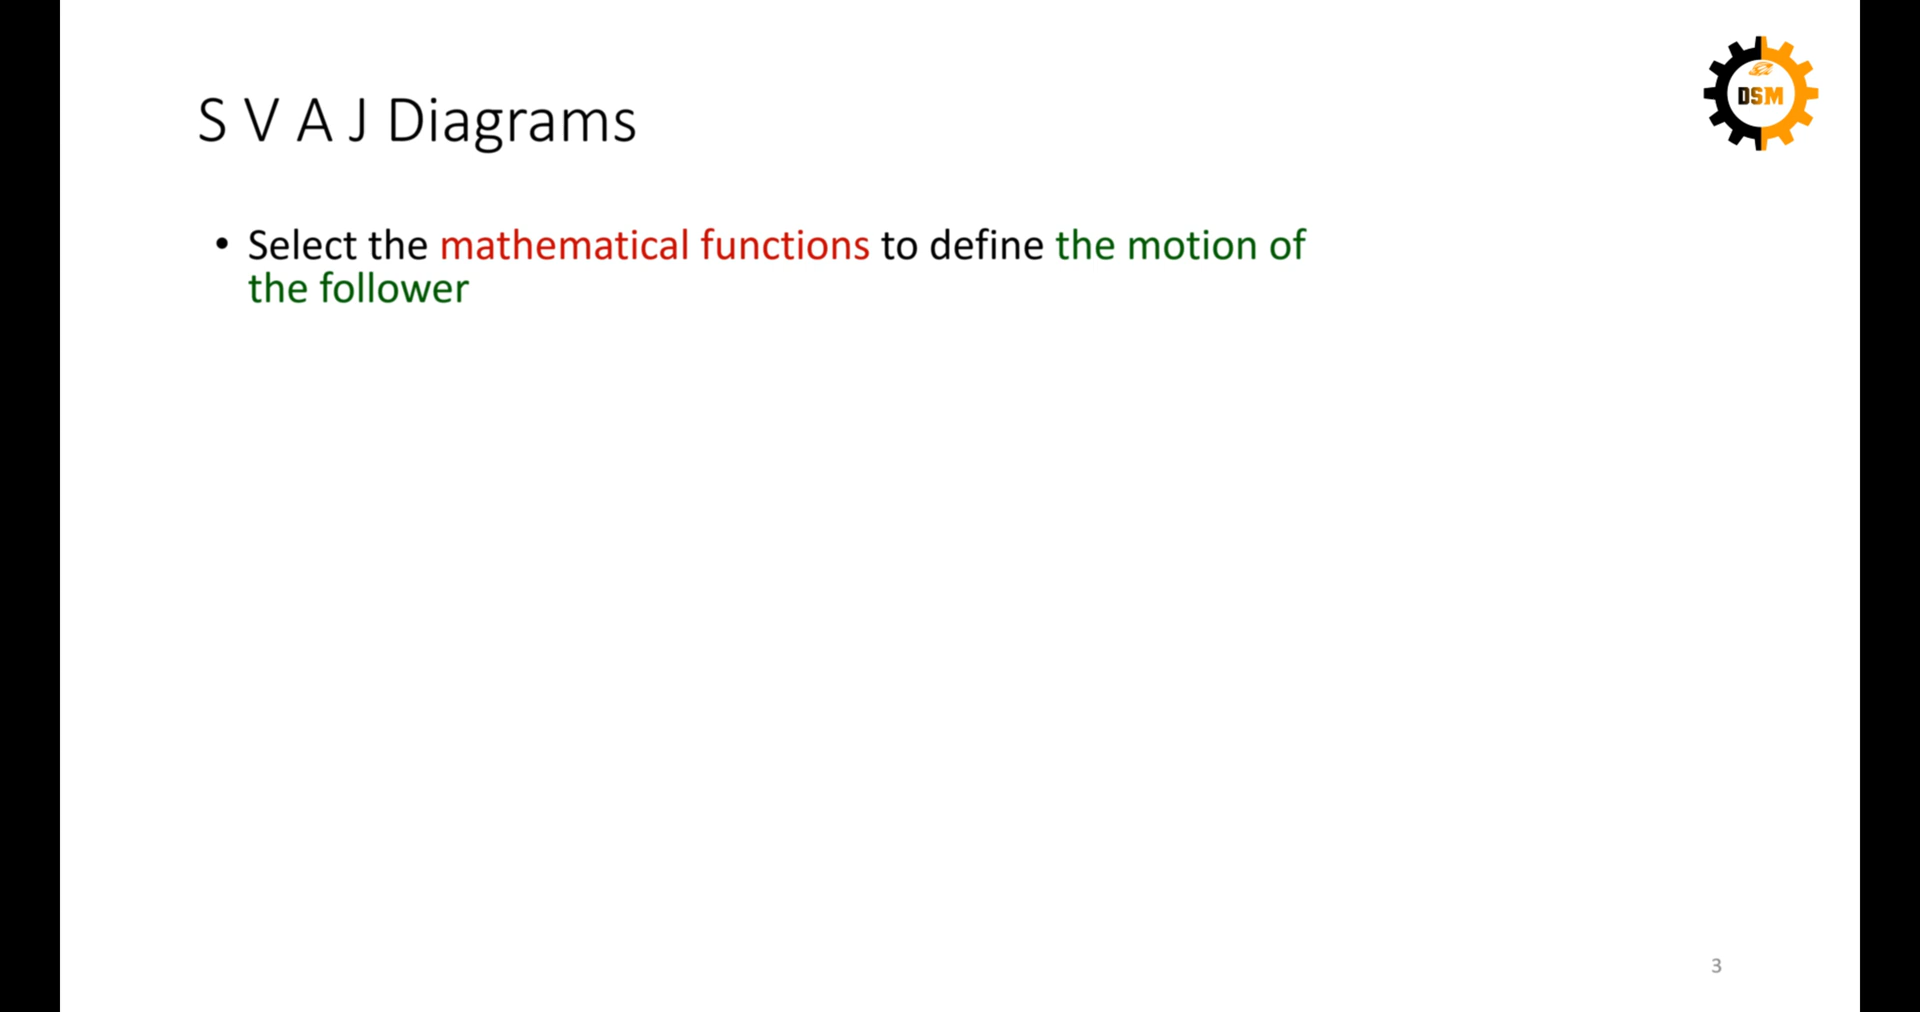 S V A J Diagrams
DSM
• Select the mathematical functions to define the motion of
the follower
3